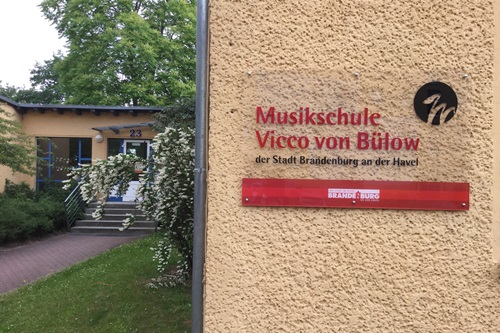 23
Musikschule
Vicco von Bülow
der Stadt Brandenburg an der Havel
BRANDENBURG